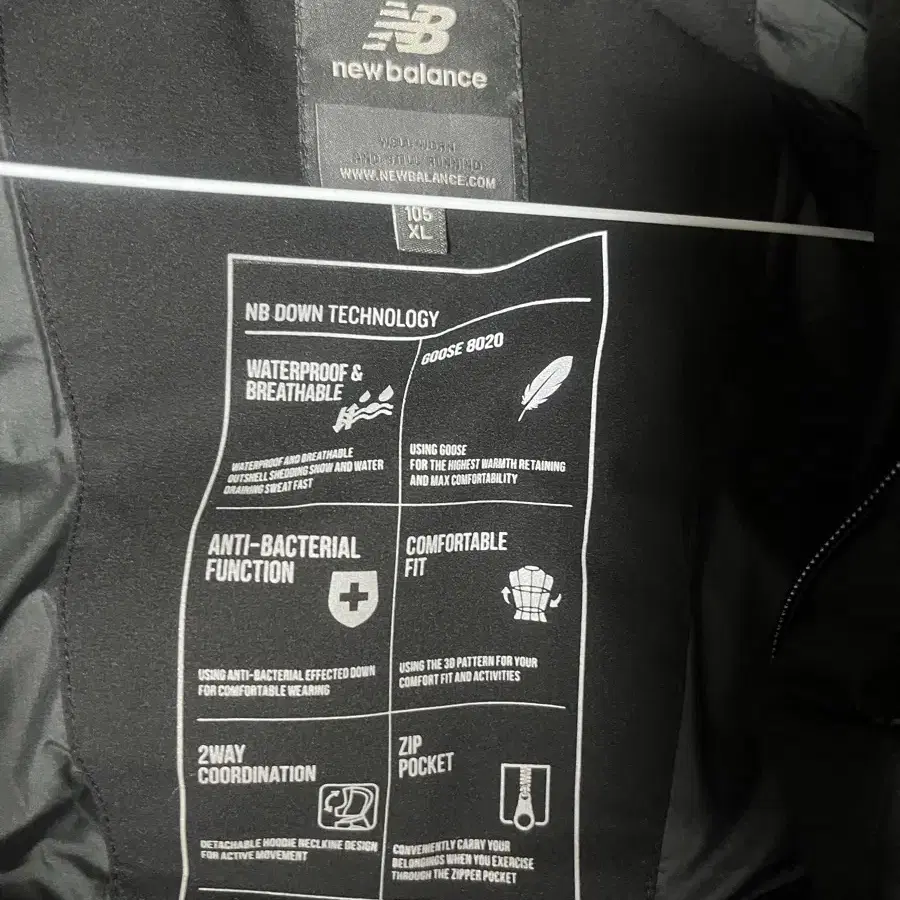 NB
new balance
WELL WORN
AND STILL RUNNING
WWW.NEWBALANCE.COM
105
XL
NB DOWN TECHNOLOGY
WATERPROOF &
BREATHABLE
WATERPROOF AND BREATHABLE
OUTSHELL SHEDDING SNOW AND WATER
DRAINING SWEAT FAST
GOOSE 8020
USING GOOSE
FOR THE HIGHEST WARMTH RETAINING
AND MAX COMFORTABILITY
ANTI-BACTERIAL
FUNCTION
USING ANTI-BACTERIAL EFFECTED DOWN
FOR COMFORTABLE WEARING
COMFORTABLE
FIT
USING THE 3D PATTERN FOR YOUR
COMFORT FIT AND ACTIVITIES
2WAY
COORDINATION
DETACHABLE HOODIE NECLKINE DESIGN
FOR ACTIVE MOVEMENT
ZIP
POCKET
CONVENIENTLY CARRY YOUR
BELONGINGS WHEN YOU EXERCISE
THROUGH THE ZIPPER POCKET